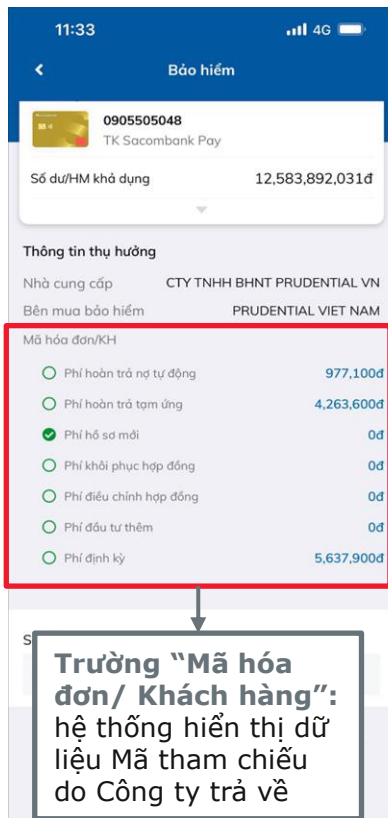 11:33
4G
Bảo hiểm
0905505048
TK Sacombank Pay
Số dư/HM khả dụng 12,583,892,031đ
Thông tin thụ hưởng
Nhà cung cấp CTY TNHH BHNT PRUDENTIAL VN
Bên mua bảo hiểm PRUDENTIAL VIET NAM
Mã hóa đơn/KH
Phí hoàn trả nợ tự động 977,100đ
Phí hoàn trả tạm ứng 4,263,600đ
Phí hồ sơ mới 0đ
Phí khôi phục hợp đồng 0đ
Phí điều chỉnh hợp đồng 0đ
Phí đầu tư thêm 0đ
Phí định kỳ 5,637,900đ
S
Trường “Mã hóa
đơn/ Khách hàng”:
hệ thống hiển thị dữ
liệu Mã tham chiếu
do Công ty trả về